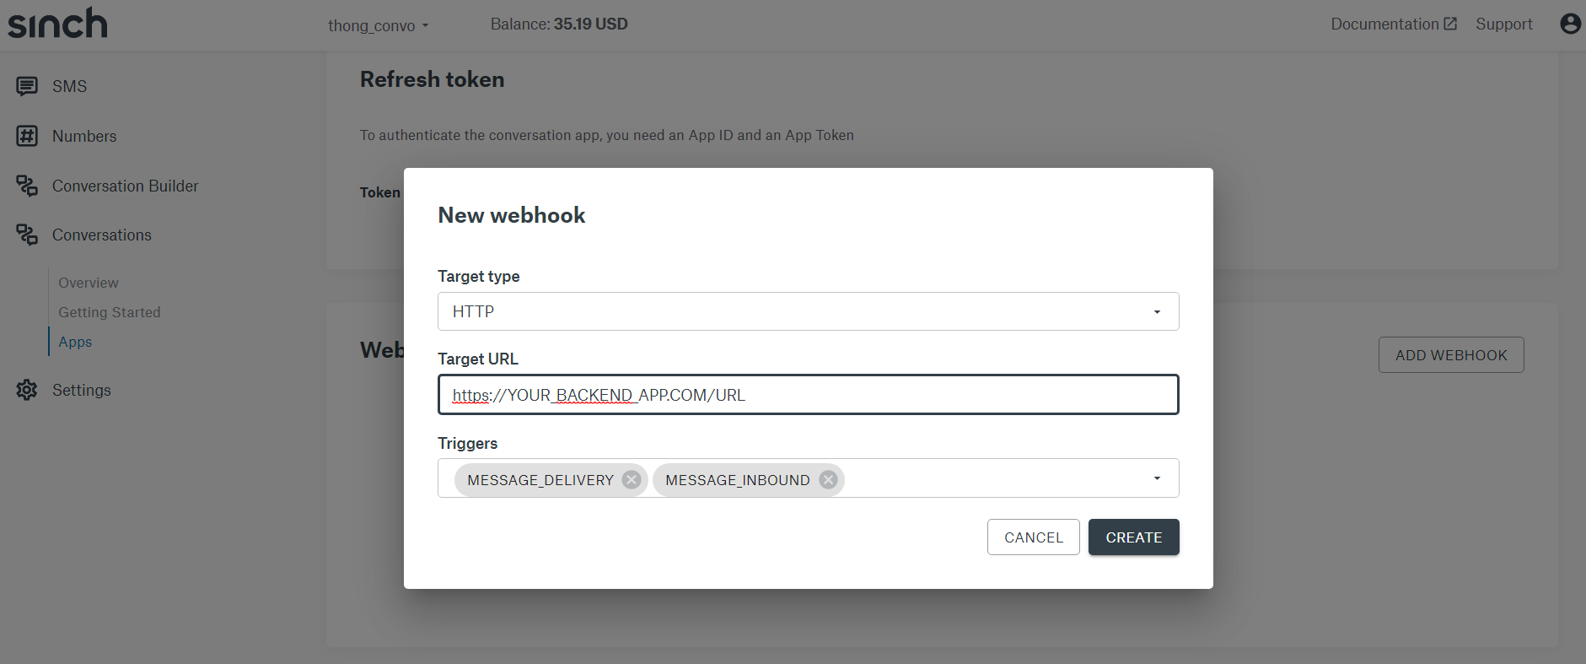 sinch
thong_convo
Balance: 35.19 USD
Documentation
Support
SMS
Numbers
Conversation Builder
Conversations
Overview
Getting Started
Apps
Settings
Refresh token
To authenticate the conversation app, you need an App ID and an App Token
Token
Web
ADD WEBHOOK
New webhook
Target type
HTTP
Target URL
https://YOUR_BACKEND_APP.COM/URL
Triggers
MESSAGE_DELIVERY MESSAGE_INBOUND
CANCEL CREATE